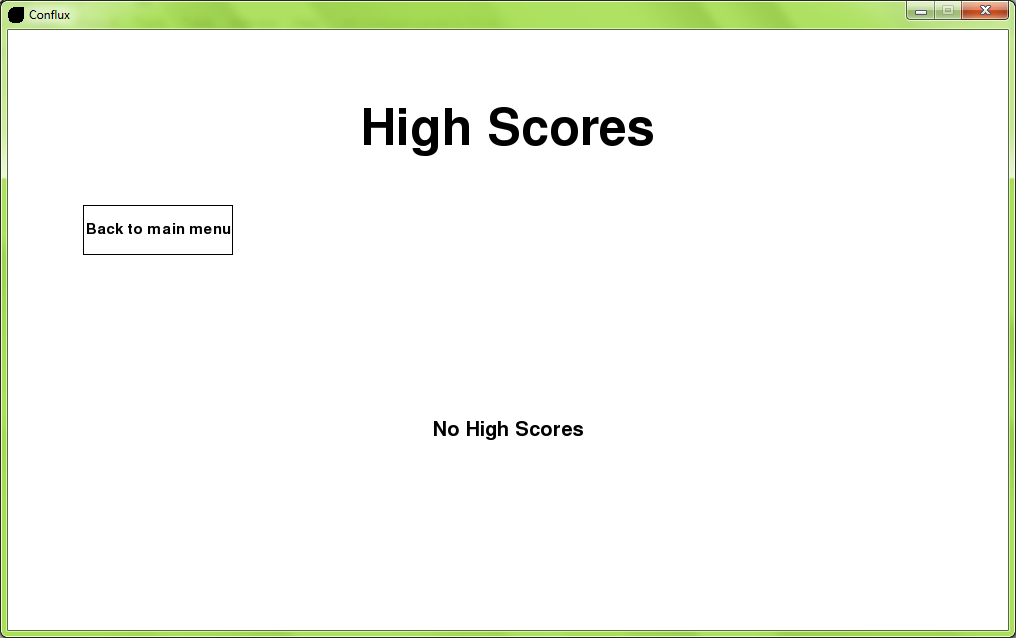 Conflux
High Scores
Back to main menu
No High Scores